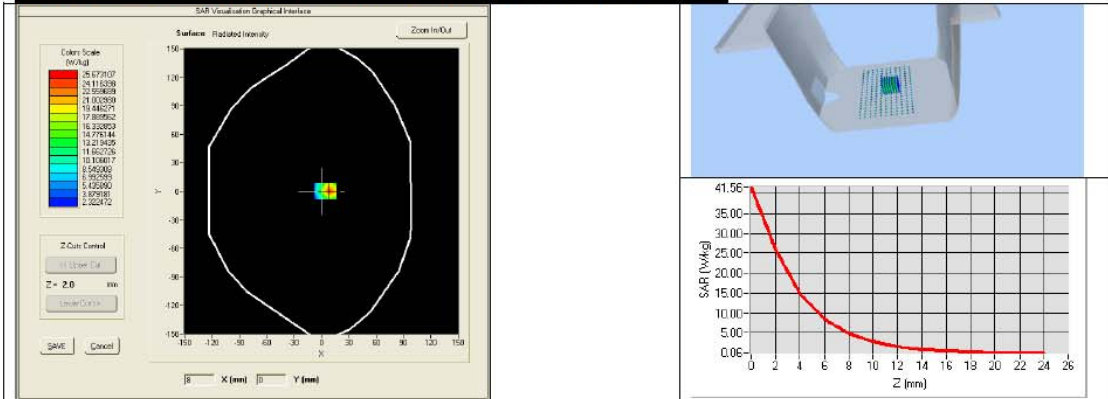 SAR Visualisation Graphical Interface
Surface Radiated Intensity
Zoom In/Out
Colors Scale
(W/kg)
25.673107
24.116398
22.559689
21.002980
19.446271
17.889562
16.332853
14.776144
13.219435
11.662726
10.106017
8.549308
6.992599
5.435890
3.879181
2.322472
150
120
90
60
30
0
-30
-60
-90
-120
-150
Y
-150 -120 -90 -60 -30 0 30 60 90 120 150
X
Z-Cuts Control
Z = 2.0 mm
SAVE Cancel
8 X (mm) 0 Y (mm)
41.56
35.00
30.00
25.00
20.00
15.00
10.00
5.00
0.06
SAR (W/kg)
0 2 4 6 8 10 12 14 16 18 20 22 24 26
Z (mm)